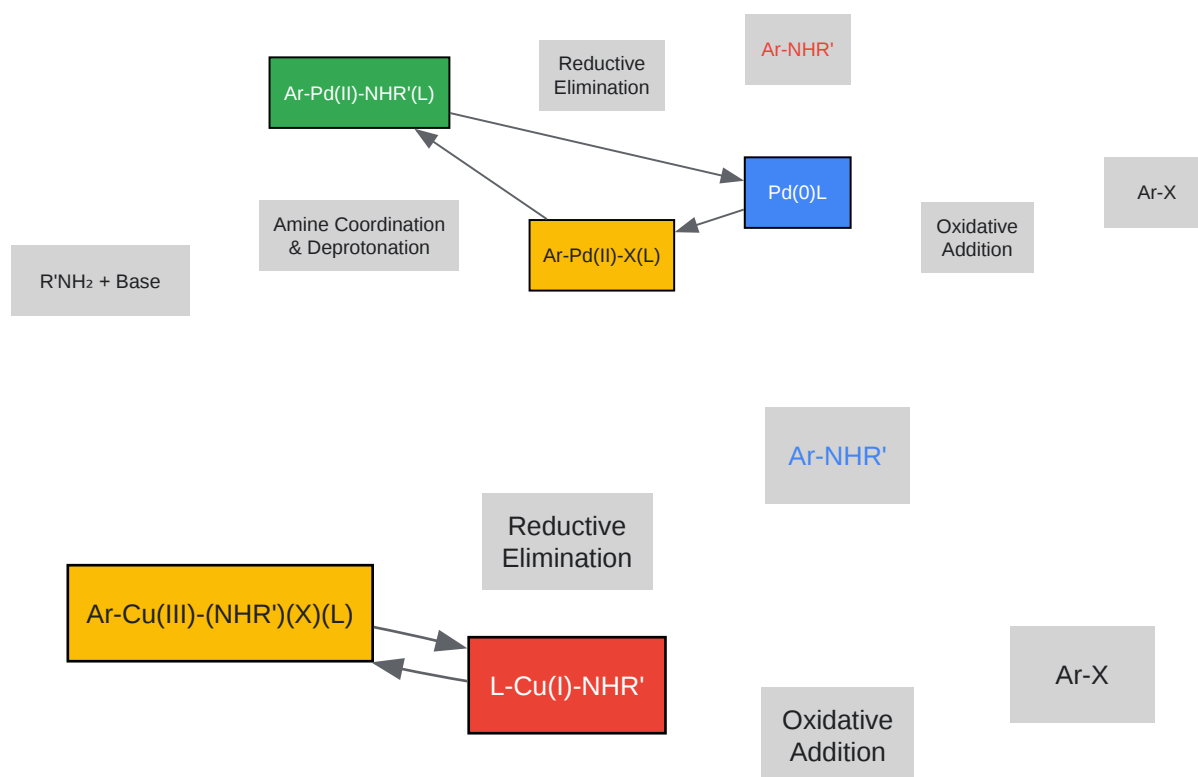 Ar-NHR'
Reductive
Elimination
Ar-Pd(II)-NHR'(L)
Pd(0)L
Ar-X
Amine Coordination
& Deprotonation
Oxidative
Addition
Ar-Pd(II)-X(L)
R'NH₂ + Base
Ar-NHR'
Reductive
Elimination
Ar-Cu(III)-(NHR')(X)(L)
L-Cu(I)-NHR'
Ar-X
Oxidative
Addition